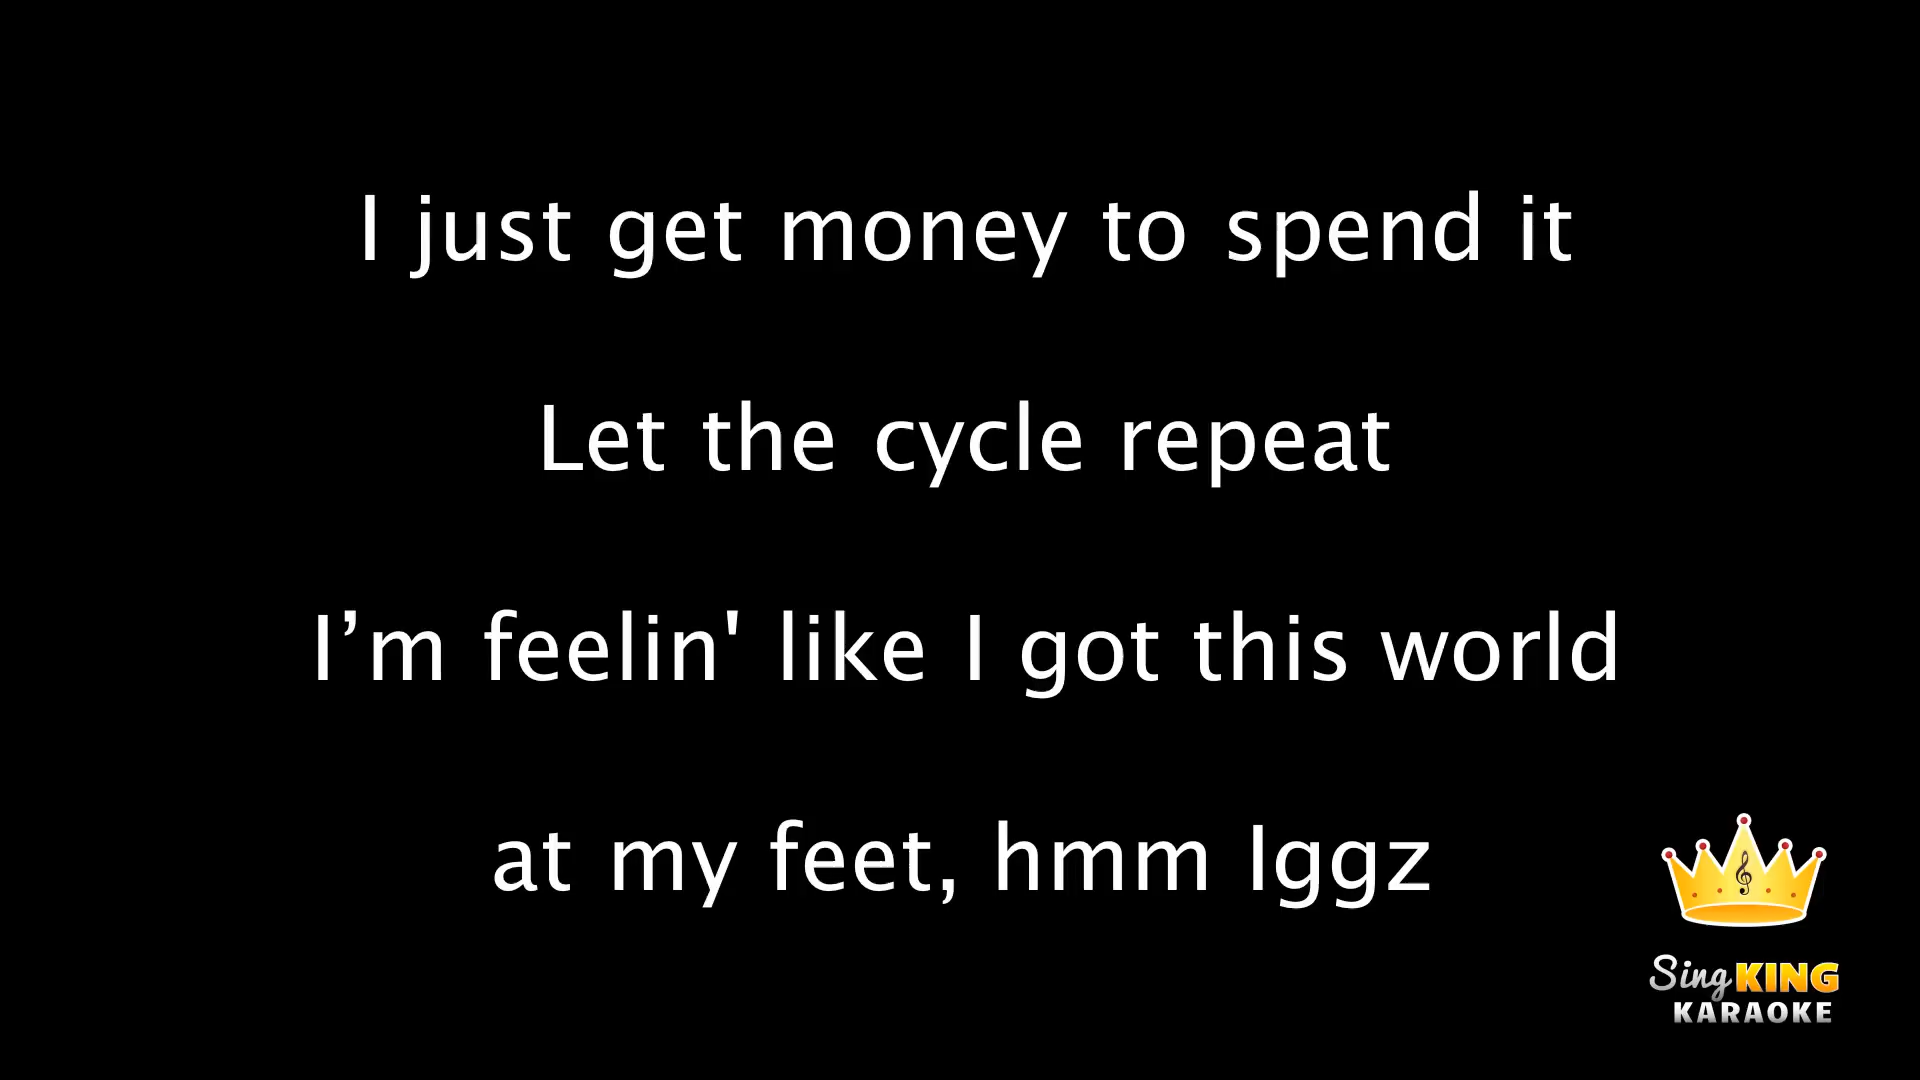 I just get money to spend it
Let the cycle repeat
I’m feelin' like I got this world
at my feet, hmm Iggz
Sing KING
KARAOKE